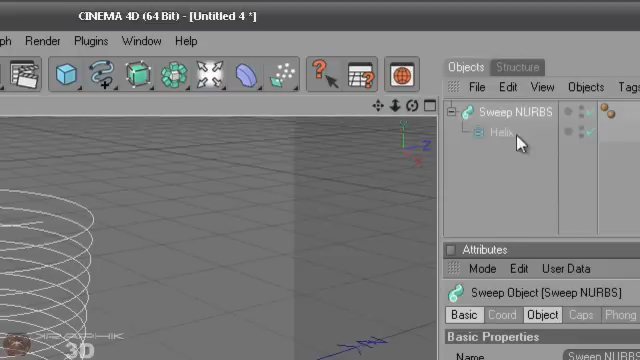 CINEMA 4D (64 Bit) - [Untitled 4 *]
ph Render Plugins Window Help
Objects Structure
File Edit View Objects Tags
Sweep NURBS
Helix
Y
Z
Attributes
Mode Edit User Data
Sweep Object [Sweep NURBS]
Basic Coord Object Caps Phong
Basic Properties
Name Sweep NURBS
GRAPHIK
3D